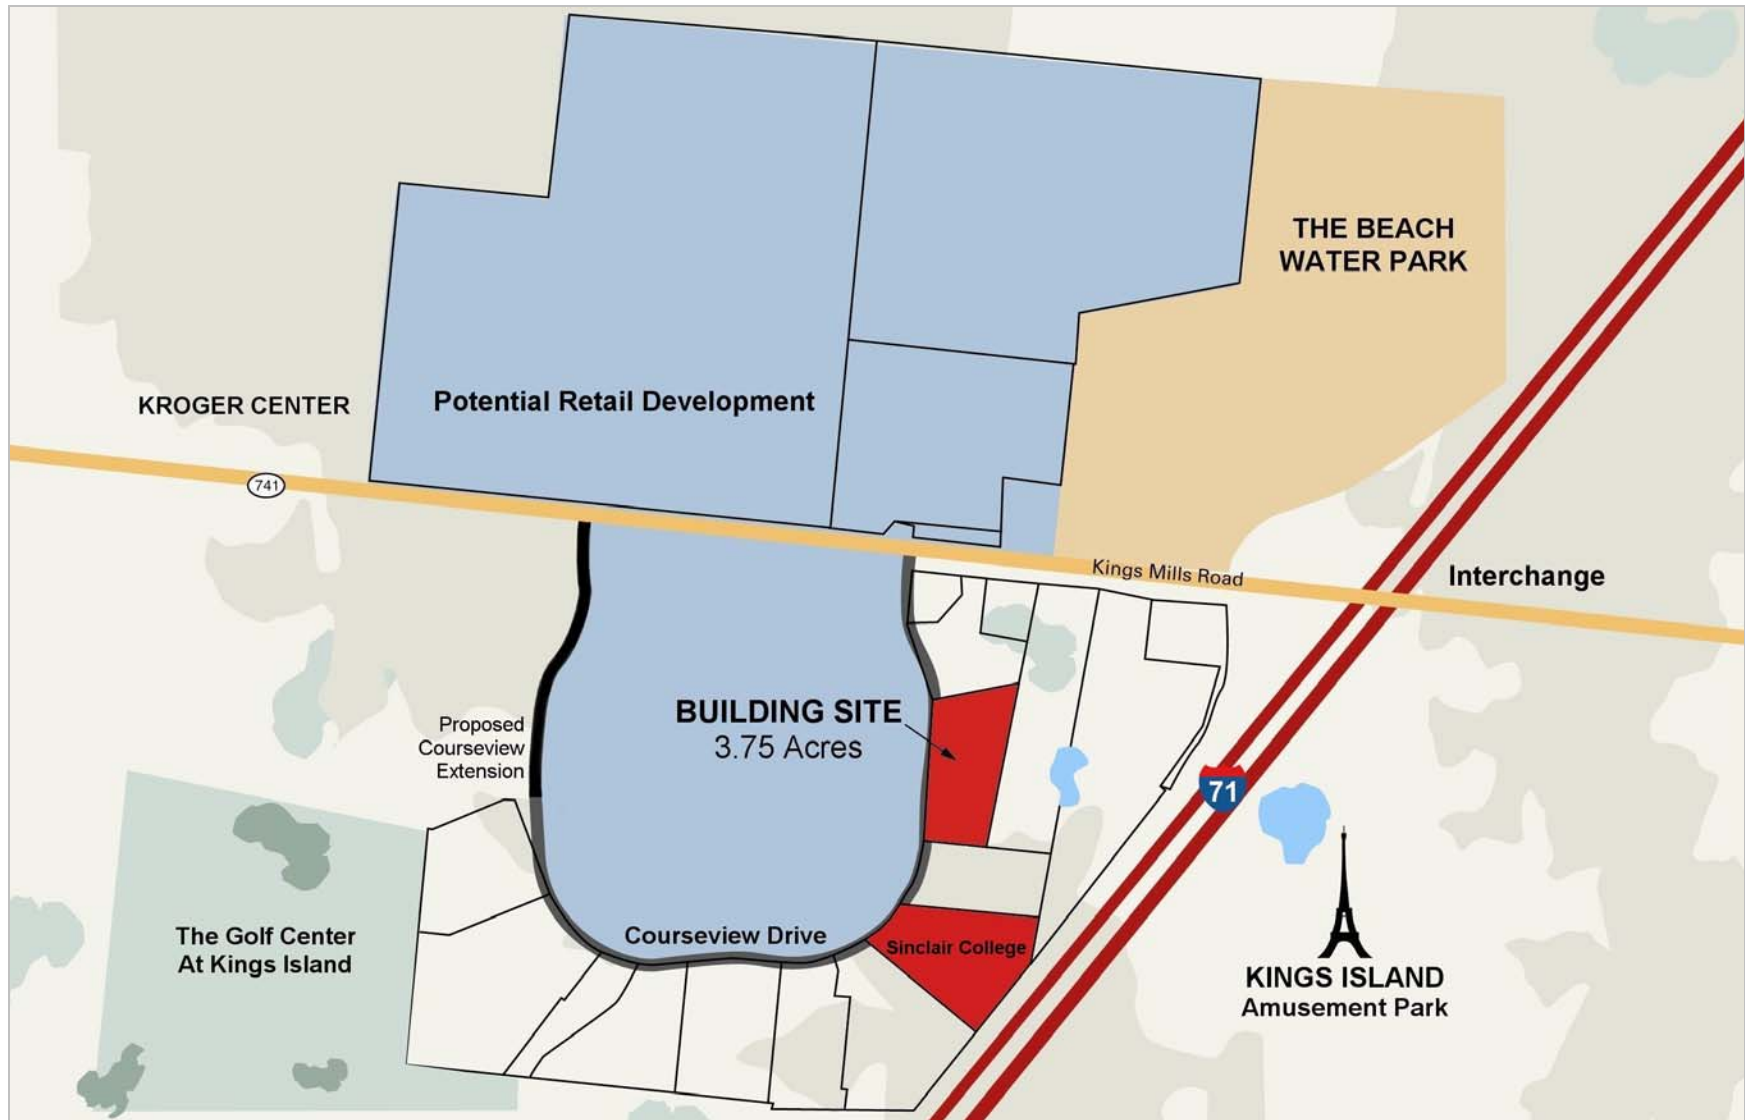 THE BEACH
WATER PARK
KROGER CENTER
Potential Retail Development
741
Kings Mills Road
Interchange
BUILDING SITE
3.75 Acres
Proposed
Courseview
Extension
71
The Golf Center
At Kings Island
Courseview Drive
Sinclair College
KINGS ISLAND
Amusement Park